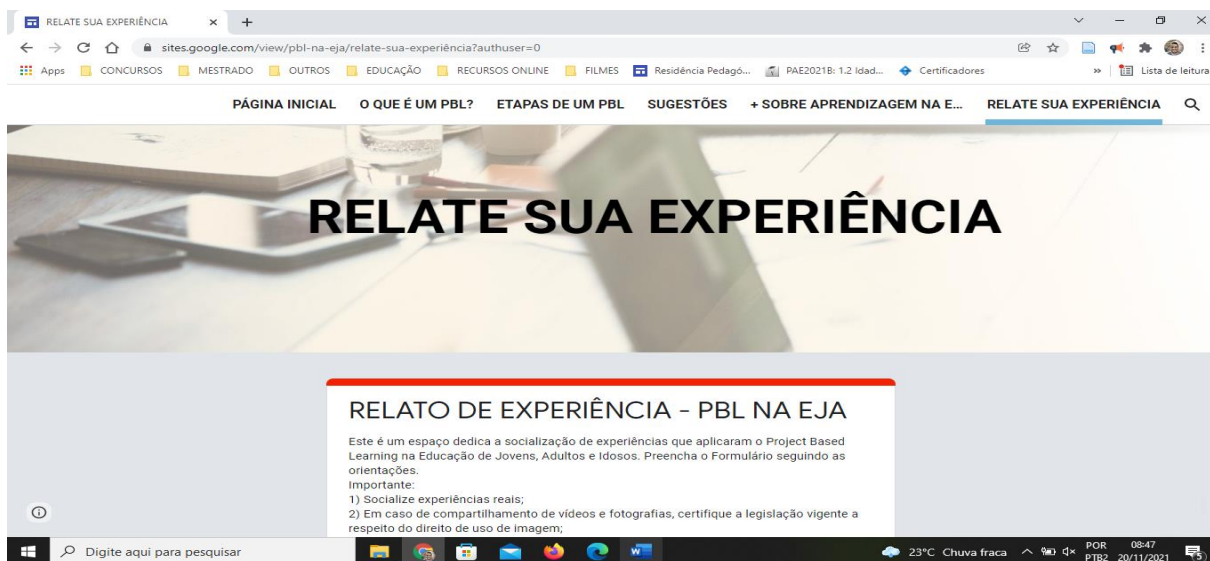 RELATE SUA EXPERIÊNCIA
sites.google.com/view/pbl-na-eja/relate-sua-experiência?authuser=0
Apps CONCURSOS MESTRADO OUTROS EDUCAÇÃO RECURSOS ONLINE FILMES Residência Pedagó... PAE2021B: 1.2 Idad... Certificadores » Lista de leitura
PÁGINA INICIAL O QUE É UM PBL? ETAPAS DE UM PBL SUGESTÕES + SOBRE APRENDIZAGEM NA E... RELATE SUA EXPERIÊNCIA
RELATE SUA EXPERIÊNCIA
RELATO DE EXPERIÊNCIA - PBL NA EJA
Este é um espaço dedica a socialização de experiências que aplicaram o Project Based
Learning na Educação de Jovens, Adultos e Idosos. Preencha o Formulário seguindo as
orientações.
Importante:
1) Socialize experiências reais;
2) Em caso de compartilhamento de vídeos e fotografias, certifique a legislação vigente a
respeito do direito de uso de imagem;
Digite aqui para pesquisar 23°C Chuva fraca POR 08:47
PTB2 20/11/2021 5